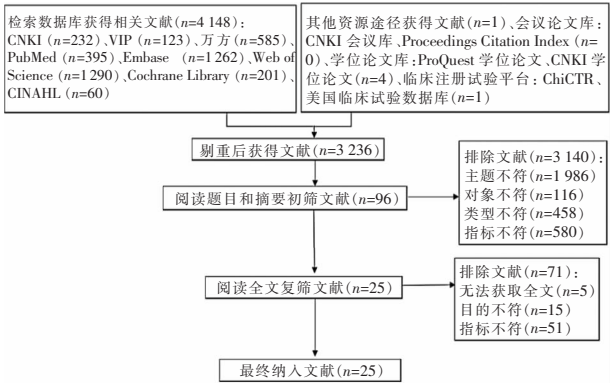 检索数据库获得相关文献(n=4 148)：
CNKI (n=232)、VIP(n=123)、万方(n=585)、
PubMed (n=395)、Embase (n=1 262)、Web of
Science (n=1 290)、Cochrane Library (n=201)、
CINAHL (n=60)
其他资源途径获得文献(n=1)、会议论文库：
CNKI 会议库、Proceedings Citation Index (n=
0)、学位论文库：ProQuest 学位论文、CNKI 学
位论文(n=4)、临床注册试验平台：ChiCTR、
美国临床试验数据库(n=1)
剔重后获得文献(n=3 236)
排除文献(n=3 140)：
主题不符(n=1 986)
对象不符(n=116)
类型不符(n=458)
指标不符(n=580)
阅读题目和摘要初筛文献(n=96)
排除文献(n=71)：
无法获取全文(n=5)
目的不符(n=15)
指标不符(n=51)
阅读全文复筛文献(n=25)
最终纳入文献(n=25)